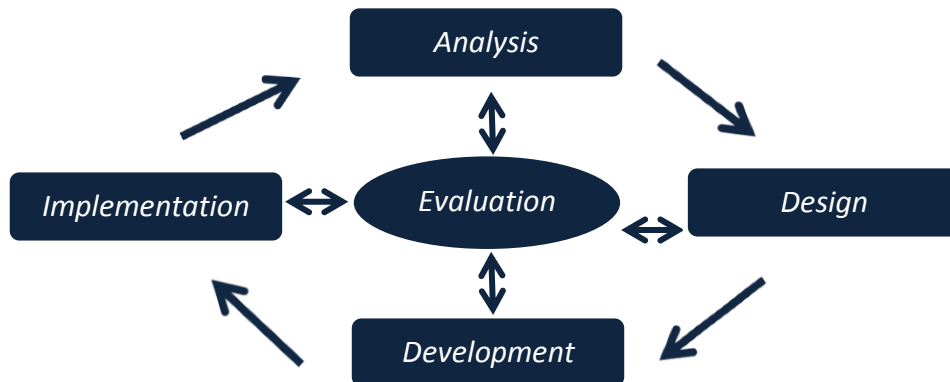 Analysis
Implementation
Evaluation
Design
Development